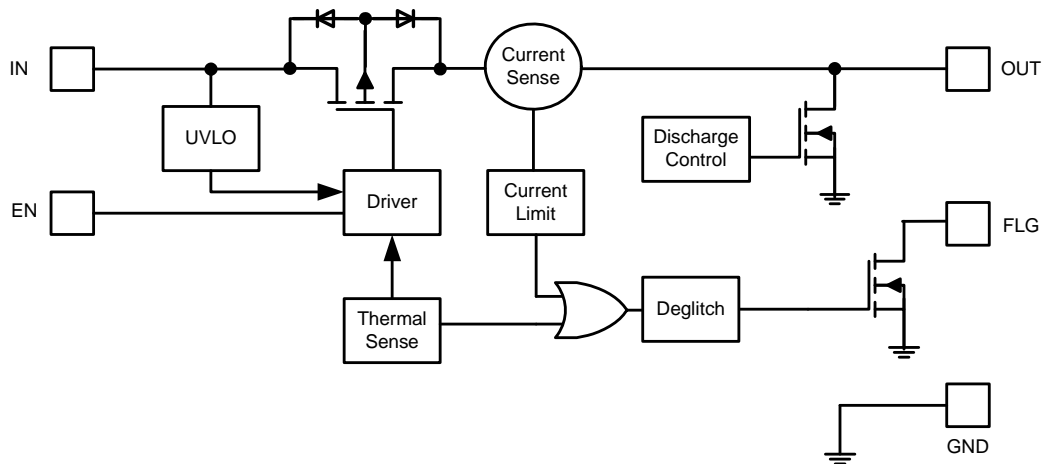 IN
Current
Sense
OUT
UVLO
Discharge
Control
EN
Driver
Current
Limit
FLG
Thermal
Sense
Deglitch
GND